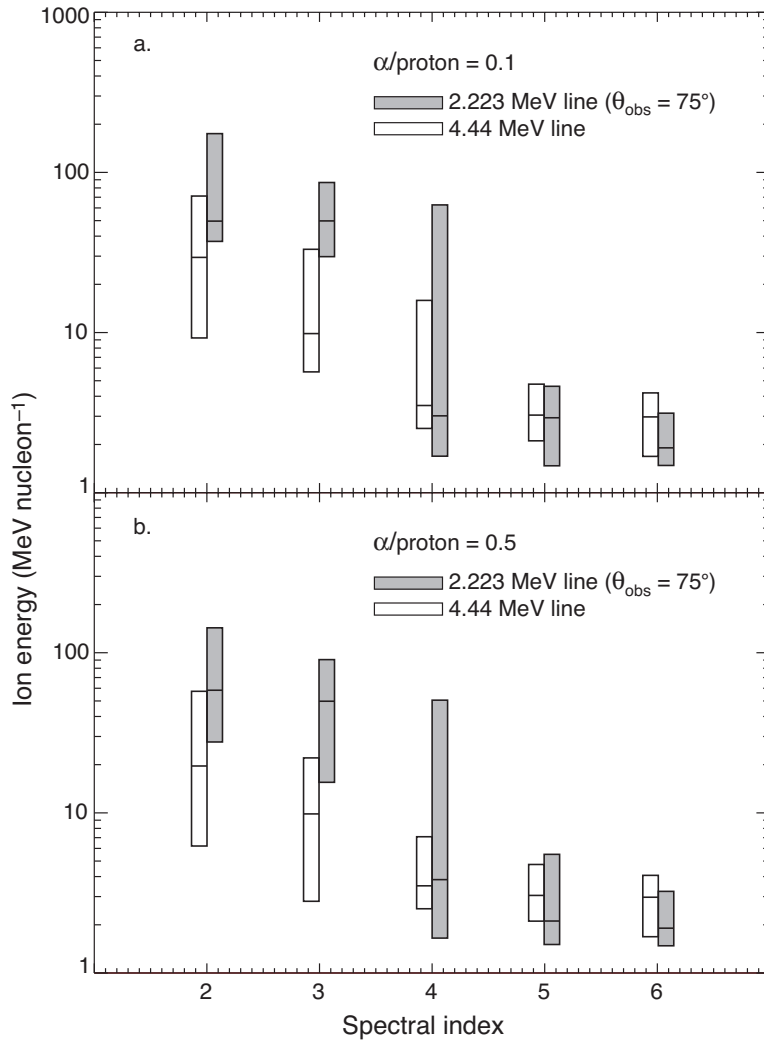 1000
a.
α/proton = 0.1
2.223 MeV line (θobs = 75°)
4.44 MeV line
100
10
1
b.
α/proton = 0.5
2.223 MeV line (θobs = 75°)
4.44 MeV line
100
10
1
2 3 4 5 6
Spectral index
Ion energy (MeV nucleon−1)